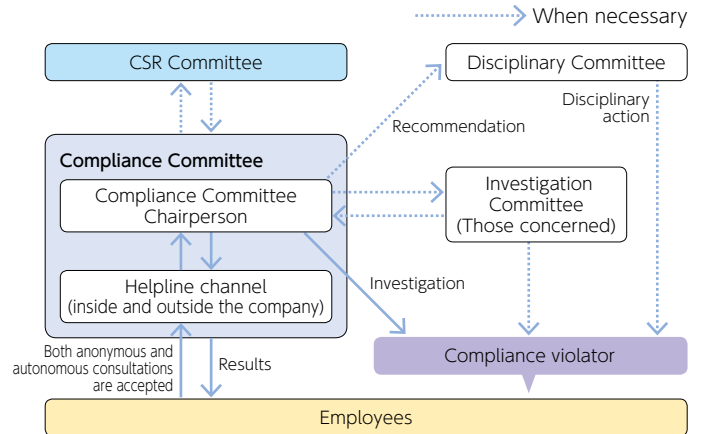 When necessary
CSR Committee
Disciplinary Committee
Disciplinary
action
Recommendation
Compliance Committee
Compliance Committee
Chairperson
Investigation
Committee
(Those concerned)
Helpline channel
(inside and outside the company)
Investigation
Both anonymous and
autonomous consultations
are accepted
Results
Compliance violator
Employees